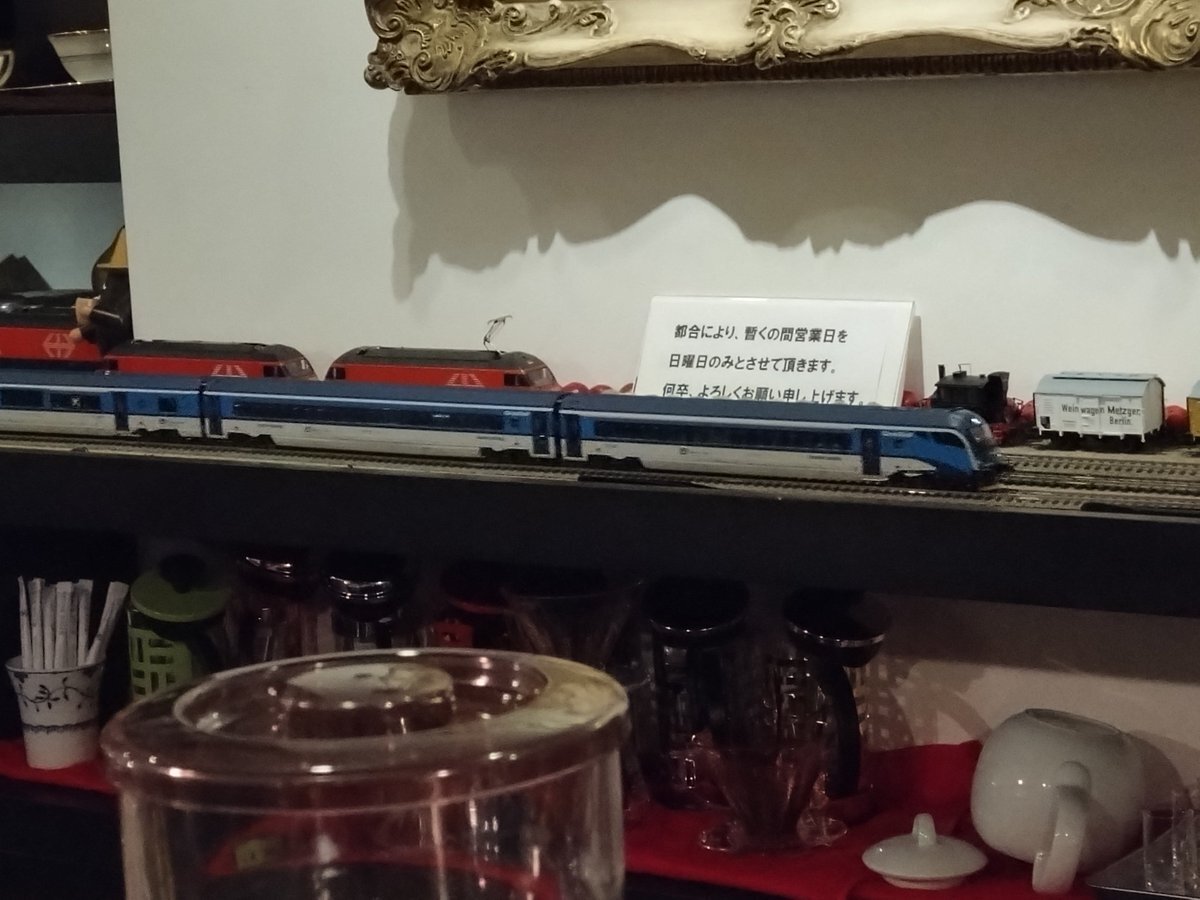 都合により、暫くの間営業日を
日曜日のみとさせて頂きます。
何卒、よろしくお願い申し上げます。
Weinwagen Metzger,
Berlin